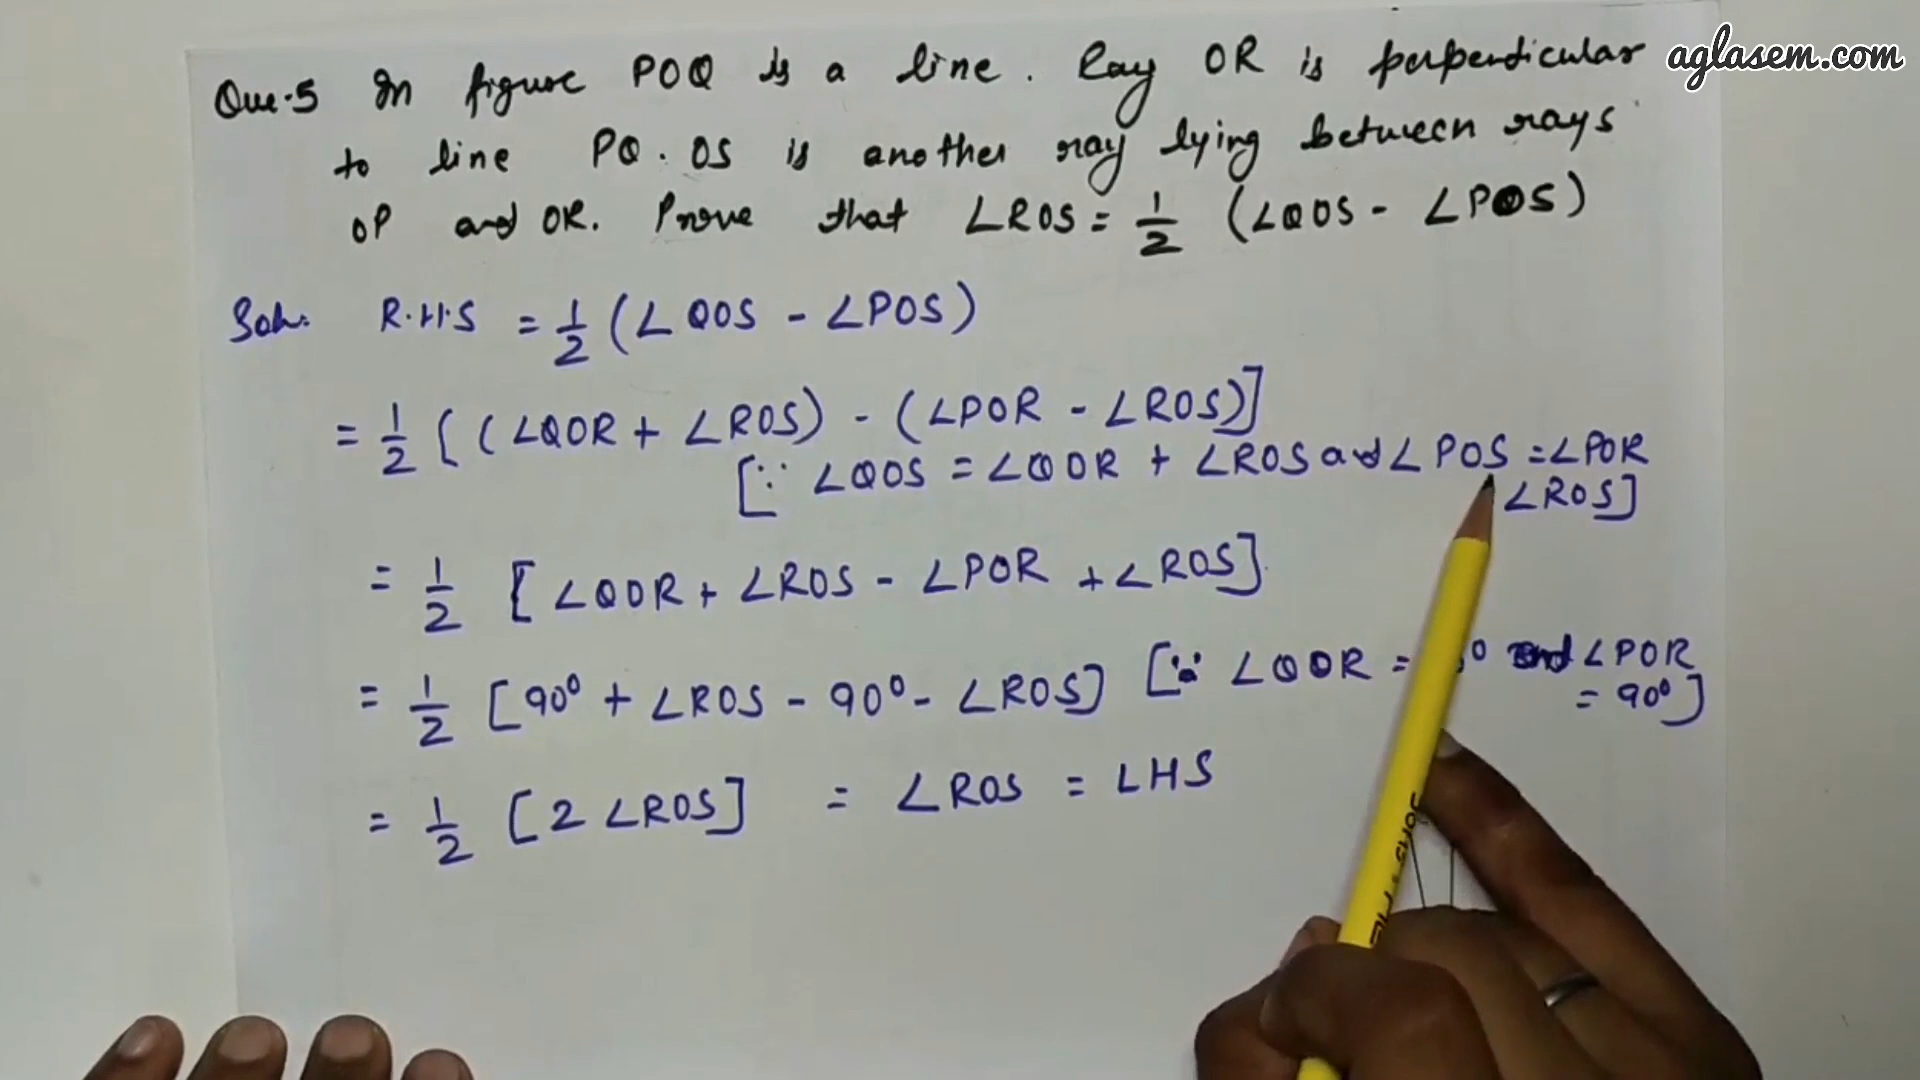 aglasem.com
Que.5 In figure POQ is a line. Ray OR is perpendicular
to line PQ. OS is another ray lying between rays
OP and OR. Prove that ∠ROS = 1/2 (∠QOS - ∠POS)
Soln. R.H.S = 1/2 (∠QOS - ∠POS)
= 1/2 [(∠QOR + ∠ROS) - (∠POR - ∠ROS)]
[∵ ∠QOS = ∠QOR + ∠ROS and ∠POS = ∠POR
∠ROS]
= 1/2 [∠QOR + ∠ROS - ∠POR + ∠ROS]
= 1/2 [90° + ∠ROS - 90° - ∠ROS] [∵ ∠QOR = 0° and ∠POR
= 90°]
= 1/2 [2 ∠ROS] = ∠ROS = LHS